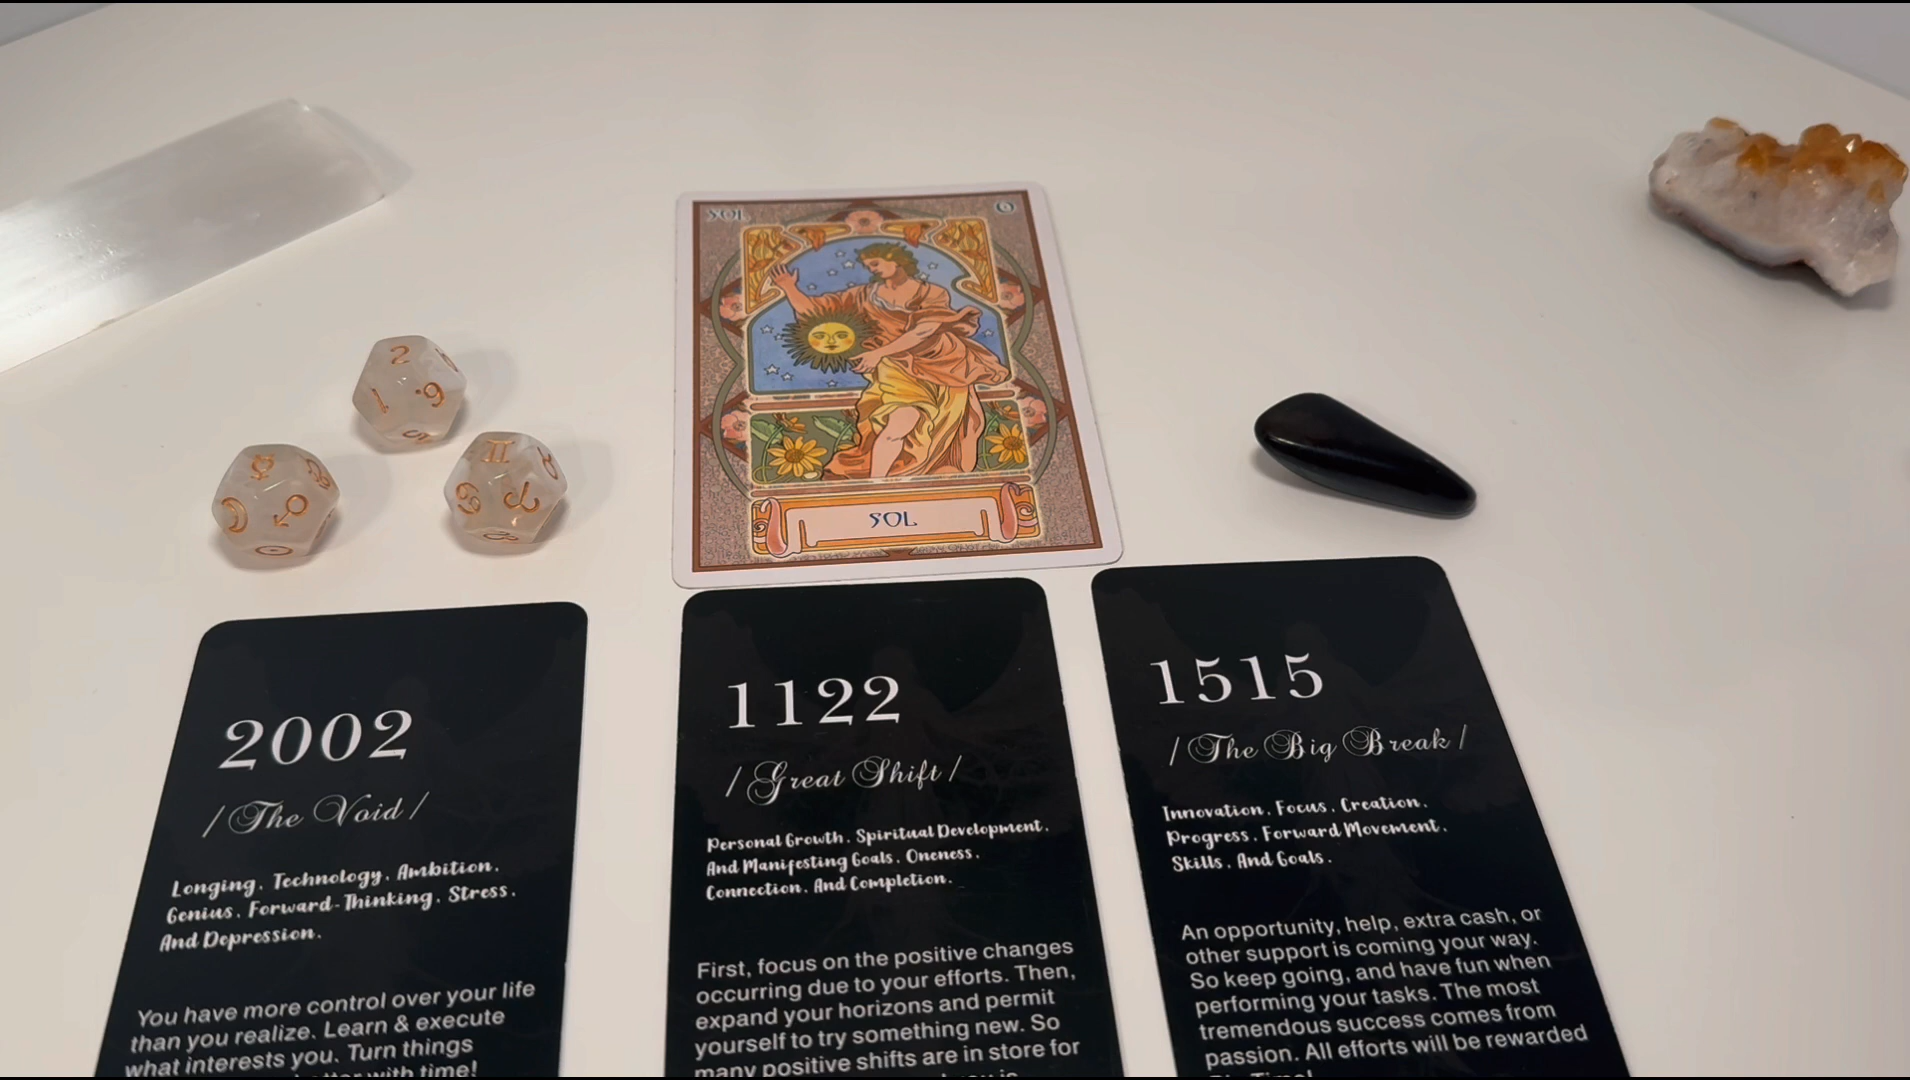 SOL
2
1
6.
SOL
2002
/ The Void /
Longing. Technology. Ambition.
Genius. Forward-Thinking. Stress.
And Depression.
You have more control over your life
than you realize. Learn & execute
what interests you. Turn things
with time!
1122
/ Great Shift /
Personal Growth. Spiritual Development.
And Manifesting Goals. Oneness.
Connection. And Completion.
First, focus on the positive changes
occurring due to your efforts. Then,
expand your horizons and permit
yourself to try something new. So
many positive shifts are in store for
1515
/ The Big Break /
Innovation. Focus. Creation.
Progress. Forward Movement.
Skills. And Goals.
An opportunity, help, extra cash, or
other support is coming your way.
So keep going, and have fun when
performing your tasks. The most
tremendous success comes from
passion. All efforts will be rewarded